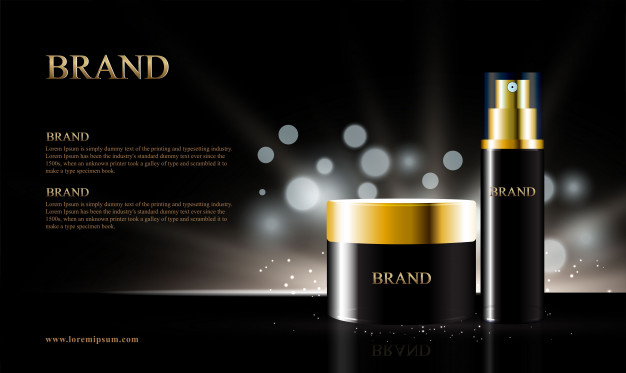 BRAND
BRAND
Lorem Ipsum is simply dummy text of the printing and typesetting industry.
Lorem Ipsum has been the industry's standard dummy text ever since the
1500s, when an unknown printer took a galley of type and scrambled it to
make a type specimen book.
BRAND
Lorem Ipsum is simply dummy text of the printing and typesetting industry.
Lorem Ipsum has been the industry's standard dummy text ever since the
1500s, when an unknown printer took a galley of type and scrambled it to
make a type specimen book.
BRAND
BRAND
www.loremipsum.com